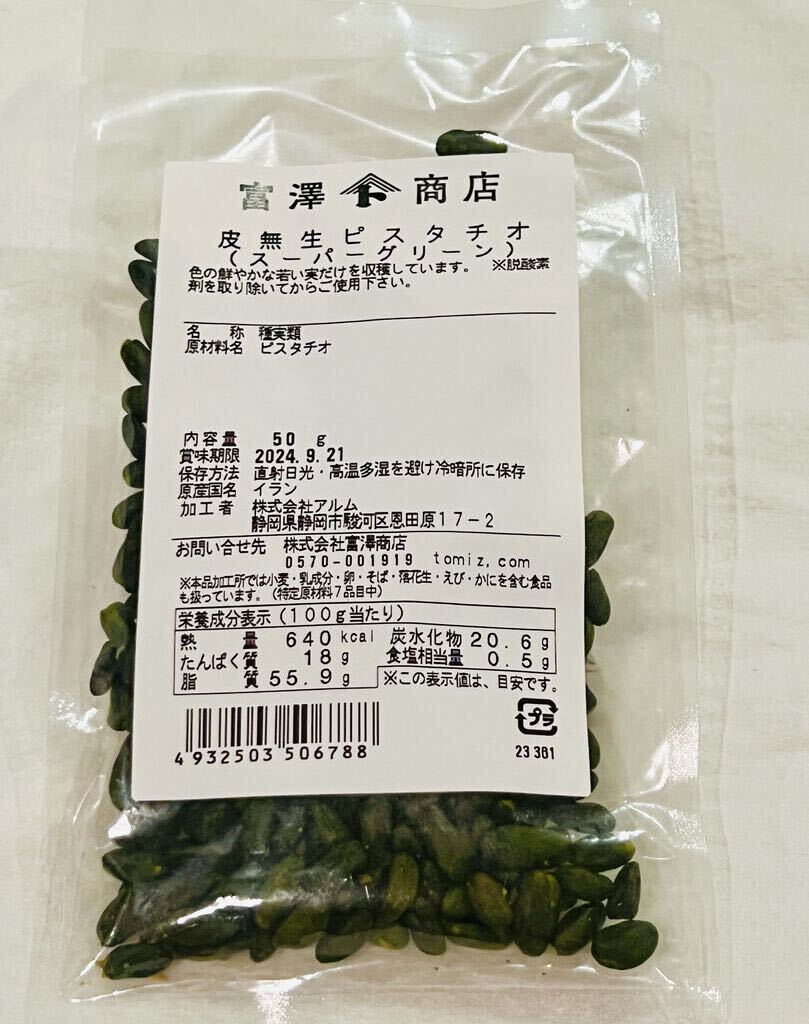 富澤商店
皮無生ピスタチオ
(スーパーグリーン)
色の鮮やかな若い実だけを収穫しています。 ※脱酸素
剤を取り除いてからご使用下さい。
名 称 種実類
原材料名 ピスタチオ
内容量 50 g
賞味期限 2024.9.21
保存方法 直射日光・高温多湿を避け冷暗所に保存
原産国名 イラン
加工者 株式会社アルム
静岡県静岡市駿河区恩田原17-2
お問い合せ先 株式会社富澤商店
0570-001919 tomiz.com
※本品加工所では小麦・乳成分・卵・そば・落花生・えび・かにを含む食品
も扱っています。(特定原材料7品目中)
栄養成分表示(100g当たり)
熱 量 640kcal 炭水化物20.6g
たんぱく質 18g 食塩相当量 0.5g
脂 質55.9g ※この表示値は、目安です。
プラ
4932503506788
23361